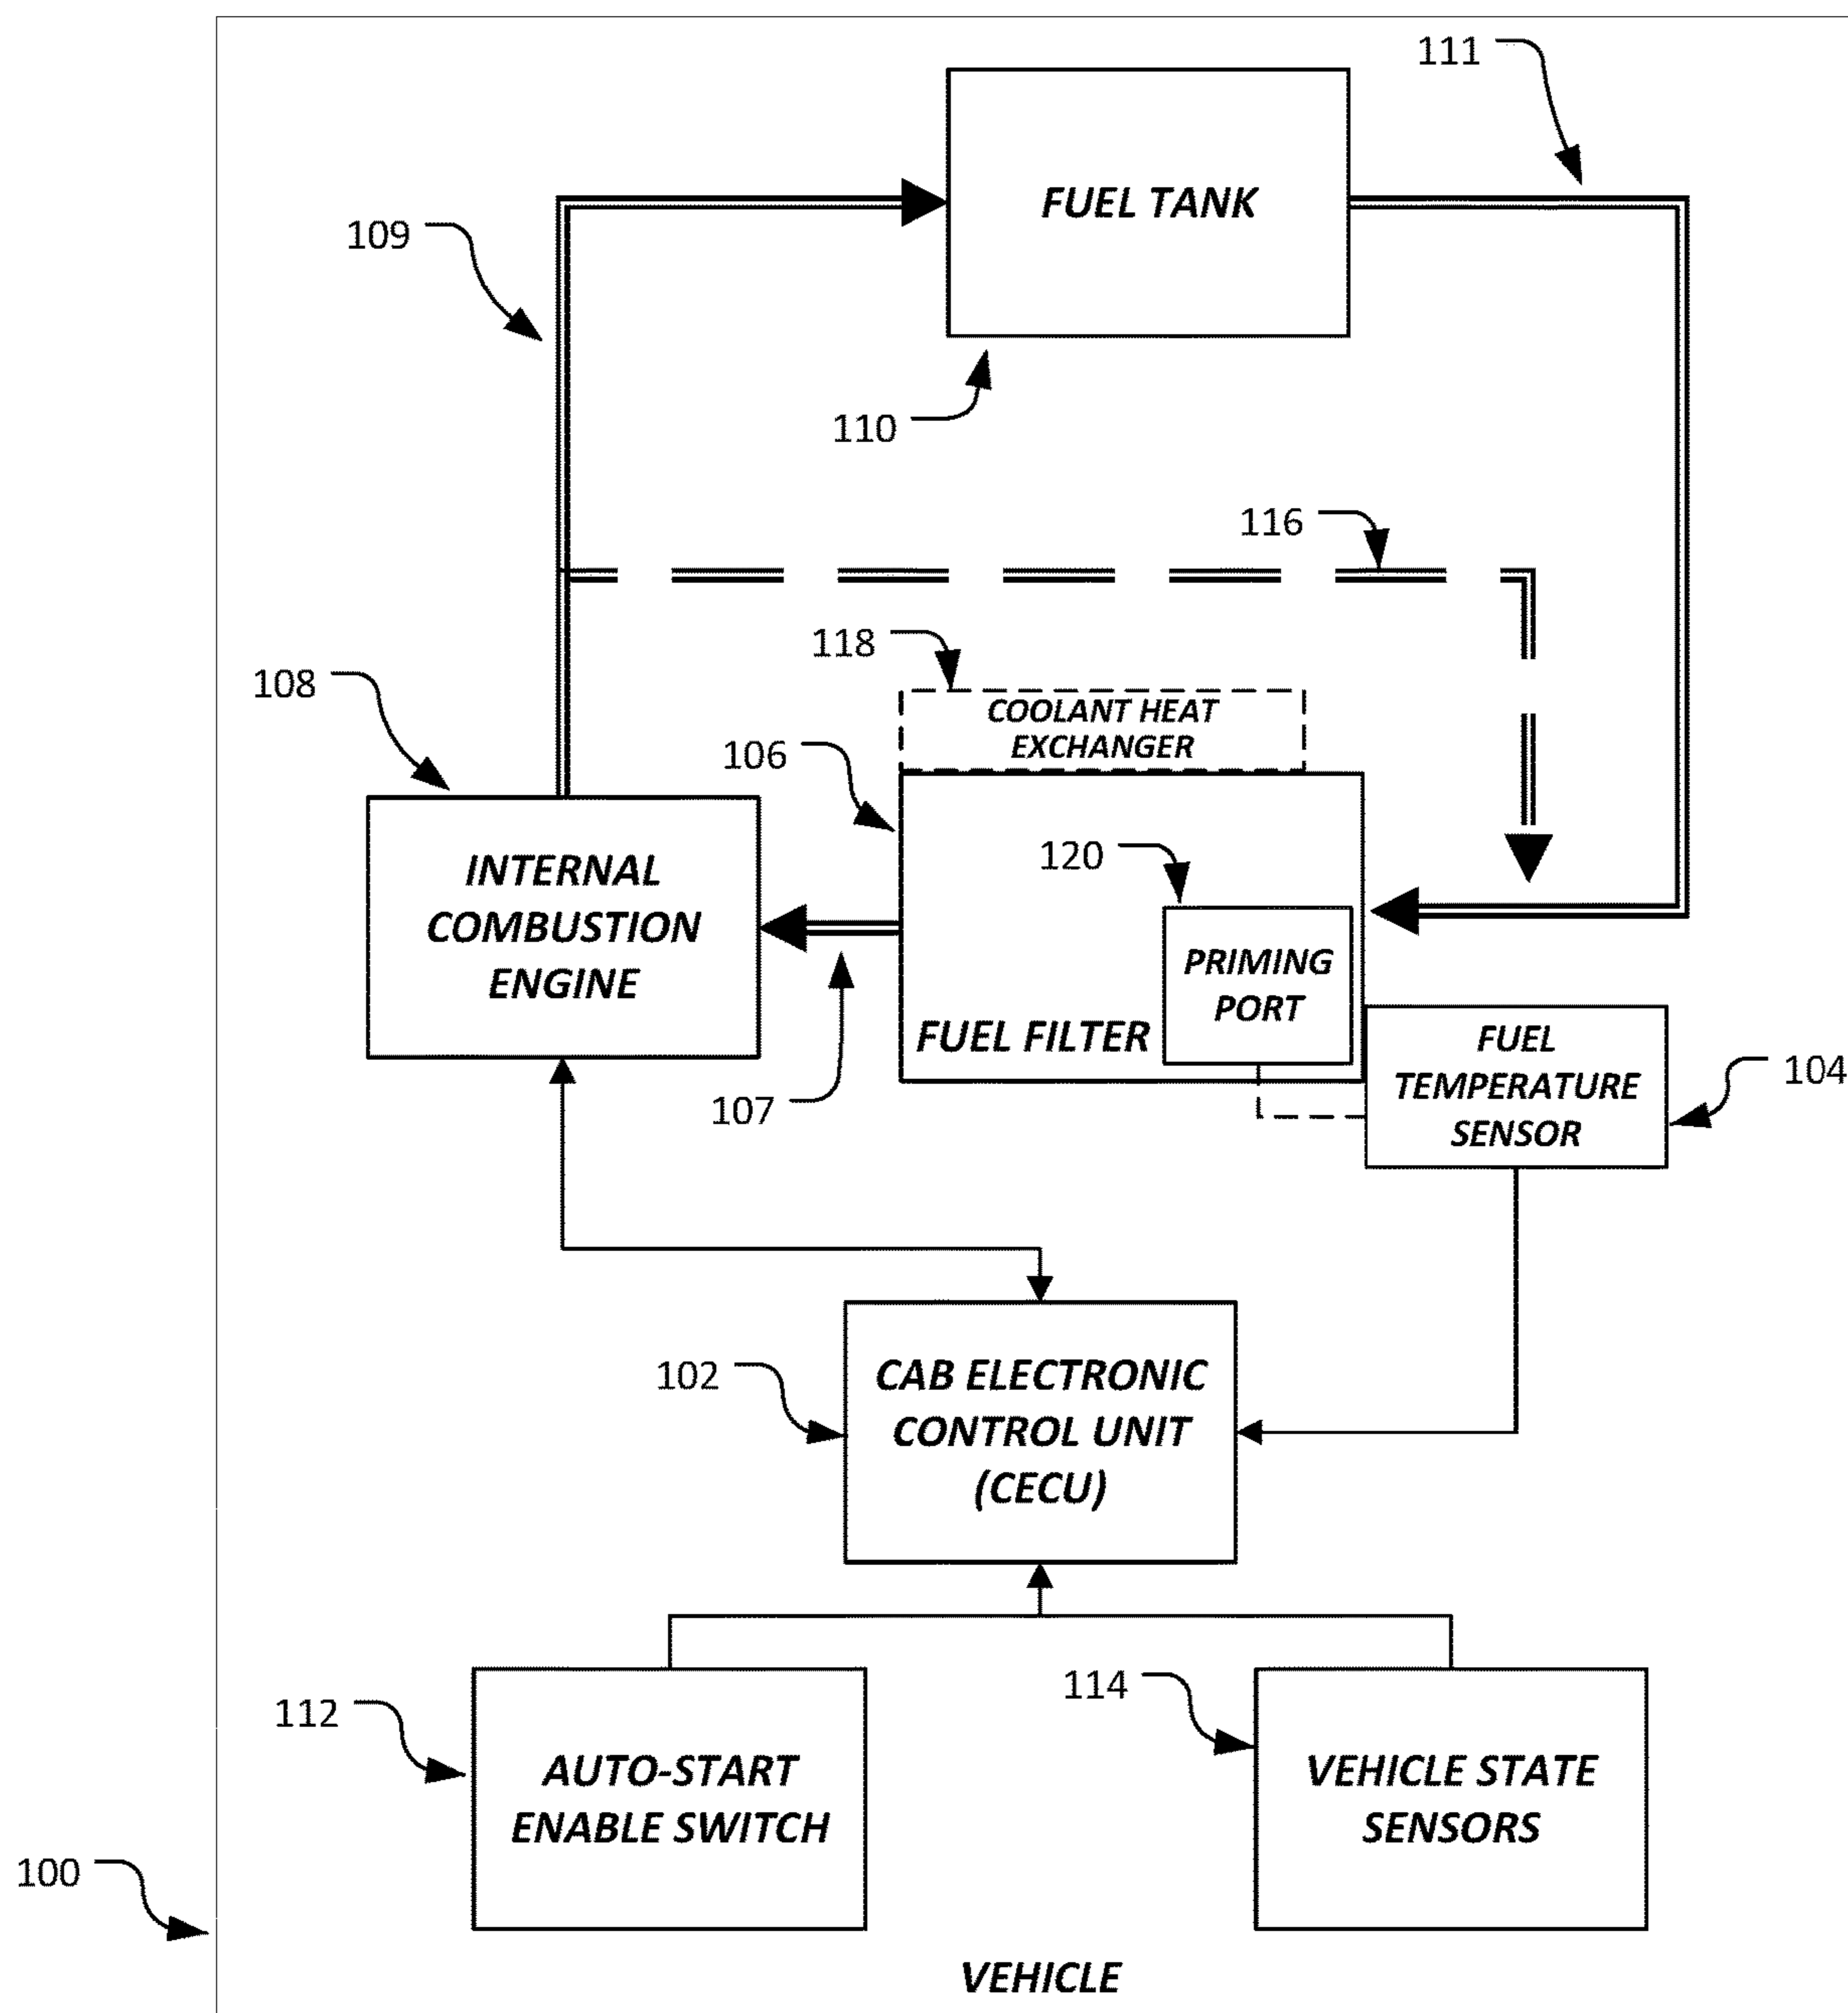 111
FUEL TANK
109
110
116
118
COOLANT HEAT
EXCHANGER
108
106
INTERNAL
COMBUSTION
ENGINE
120
PRIMING
PORT
FUEL FILTER
107
FUEL
TEMPERATURE
SENSOR
104
102
CAB ELECTRONIC
CONTROL UNIT
(CECU)
112
AUTO-START
ENABLE SWITCH
114
VEHICLE STATE
SENSORS
100
VEHICLE